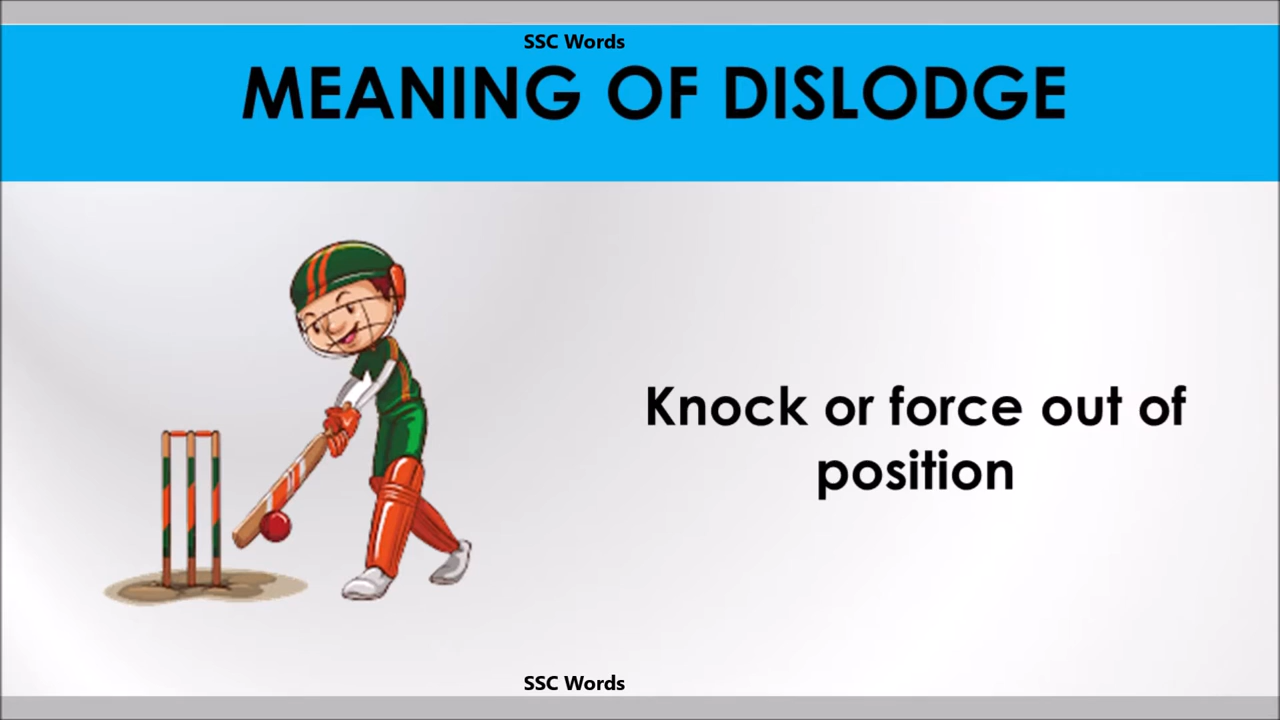 SSC Words
MEANING OF DISLODGE
Knock or force out of
position
SSC Words